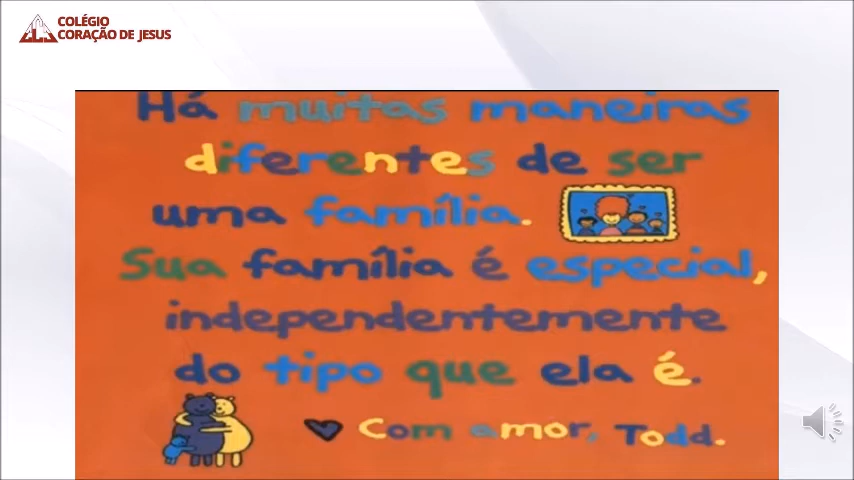 COLÉGIO
CORAÇÃO DE JESUS
Há muitas maneiras
diferentes de ser
uma família.
Sua família é especial,
independentemente
do tipo que ela é.
Com amor, Todd.